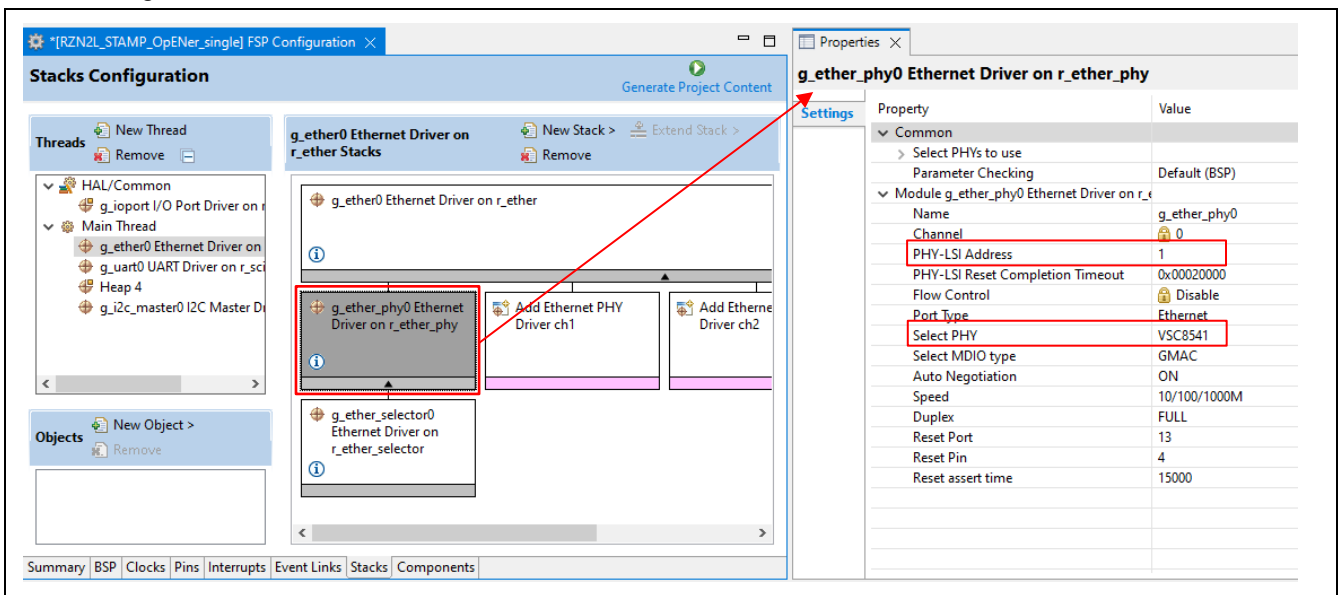 *[RZN2L_STAMP_OpENer_single] FSP Configuration
Stacks Configuration
Generate Project Content
Threads
New Thread
Remove
HAL/Common
g_ioport I/O Port Driver on r
Main Thread
g_ether0 Ethernet Driver on
g_uart0 UART Driver on r_sci
Heap 4
g_i2c_master0 I2C Master Dr
Objects
New Object >
Remove
g_ether0 Ethernet Driver on
r_ether Stacks
New Stack >
Extend Stack >
Remove
g_ether0 Ethernet Driver on r_ether
g_ether_phy0 Ethernet
Driver on r_ether_phy
Add Ethernet PHY
Driver ch1
Add Etherne
Driver ch2
g_ether_selector0
Ethernet Driver on
r_ether_selector
Summary BSP Clocks Pins Interrupts Event Links Stacks Components
Properties
g_ether_phy0 Ethernet Driver on r_ether_phy
Settings
Property Value
Common
Select PHYs to use
Parameter Checking Default (BSP)
Module g_ether_phy0 Ethernet Driver on r_e
Name g_ether_phy0
Channel 0
PHY-LSI Address 1
PHY-LSI Reset Completion Timeout 0x00020000
Flow Control Disable
Port Type Ethernet
Select PHY VSC8541
Select MDIO type GMAC
Auto Negotiation ON
Speed 10/100/1000M
Duplex FULL
Reset Port 13
Reset Pin 4
Reset assert time 15000